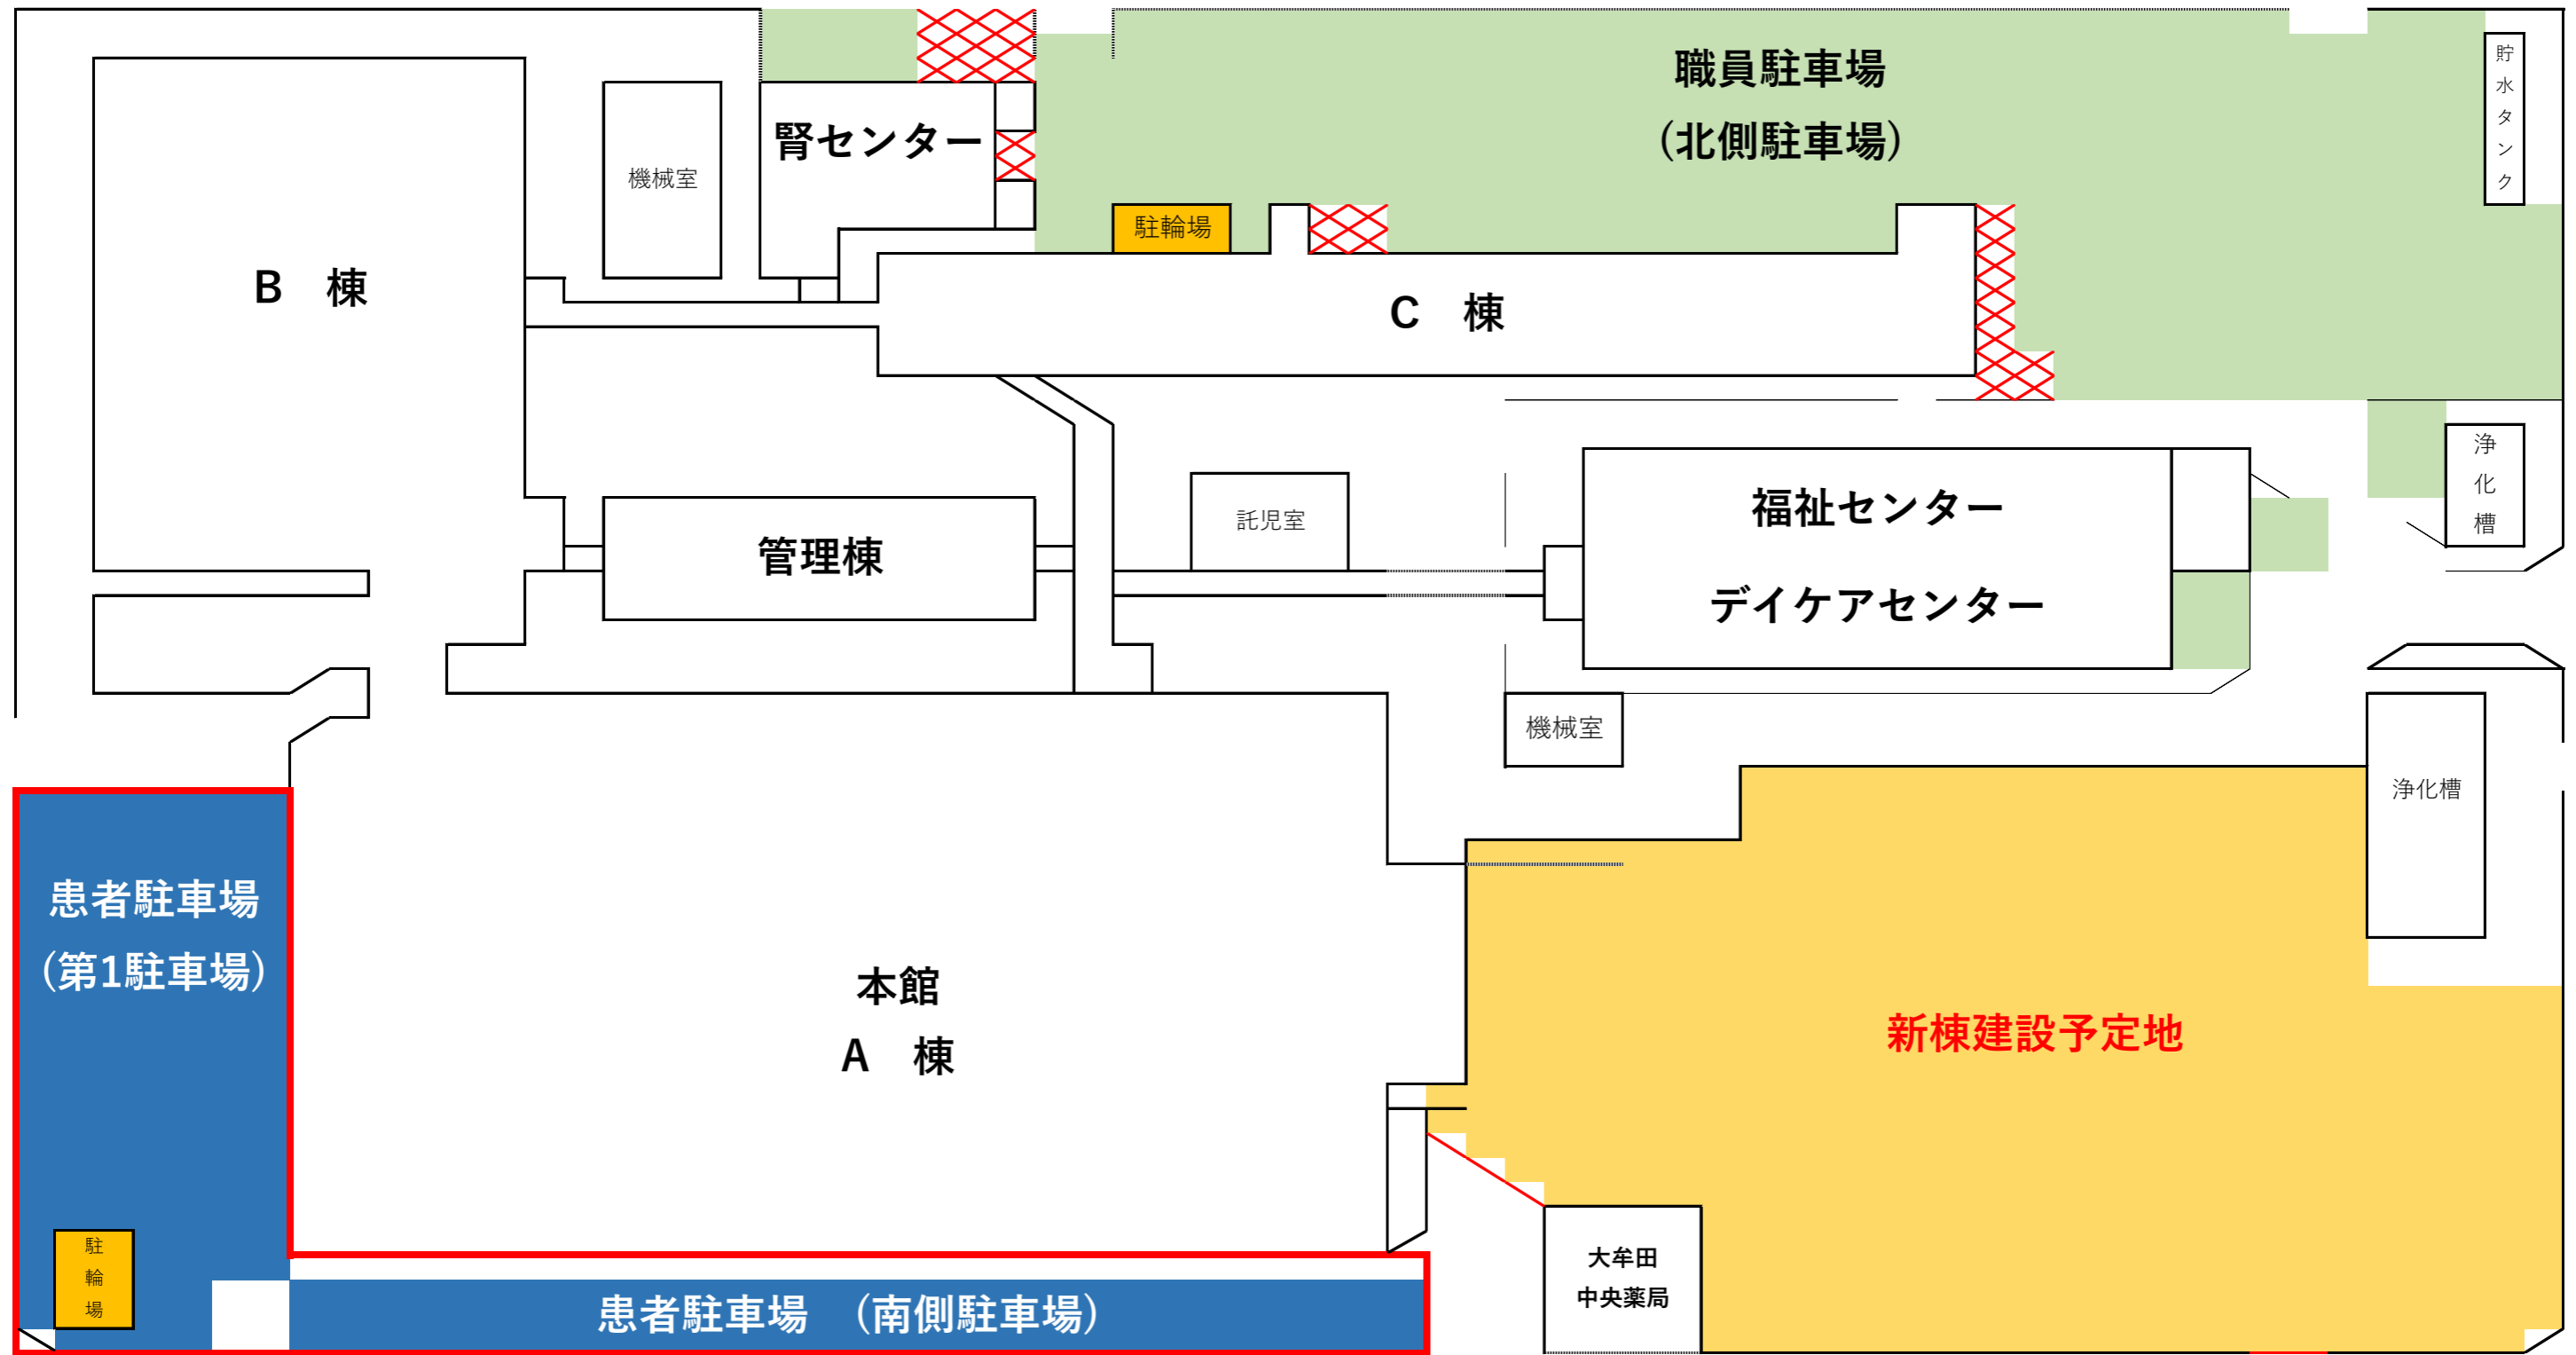 職員駐車場
（北側駐車場）
貯水タンク
腎センター
機械室
駐輪場
B　棟
C　棟
浄化槽
福祉センター
デイケアセンター
託児室
管理棟
機械室
浄化槽
患者駐車場
（第1駐車場）
本館
A　棟
新棟建設予定地
駐輪場
大牟田
中央薬局
患者駐車場　（南側駐車場）